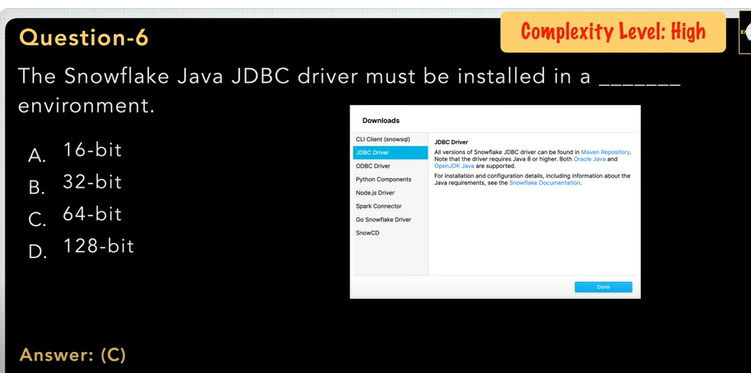 Question-6
Complexity Level: High
The Snowflake Java JDBC driver must be installed in a _______
environment.
A. 16-bit
B. 32-bit
C. 64-bit
D. 128-bit
Downloads
CLI Client (snowsql)
JDBC Driver
ODBC Driver
Python Components
Node.js Driver
Spark Connector
Go Snowflake Driver
SnowCD
JDBC Driver
All versions of Snowflake JDBC driver can be found in Maven Repository.
Note that the driver requires Java 8 or higher. Both Oracle Java and
OpenJDK Java are supported.
For installation and configuration details, including information about the
Java requirements, see the Snowflake Documentation.
Done
Answer: (C)